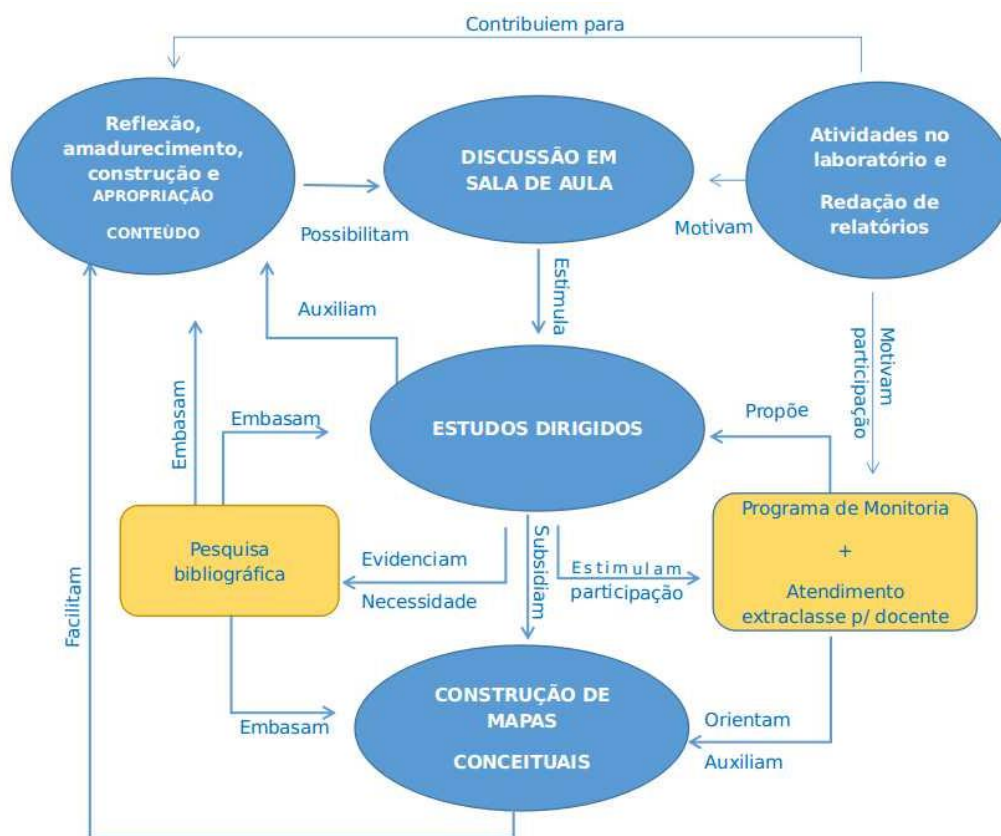 Contribuiem para
Reflexão,
amadurecimento,
construção e
APROPRIAÇÃO
CONTEÙDO
DISCUSSÃO EM
SALA DE AULA
Atividades no
laboratório e
Redação de
relatórios
Possibilitam
Motivam
Estimula
Auxiliam
Motivam
participação
Embasam
Embasam
ESTUDOS DIRIGIDOS
Propõe
Pesquisa
bibliográfica
Evidenciam
Necessidade
Subsidiam
Estimulam
participação
Programa de Monitoria
+
Atendimento
extraclasse p/ docente
Facilitam
Embasam
CONSTRUÇÃO DE
MAPAS
CONCEITUAIS
Orientam
Auxiliam